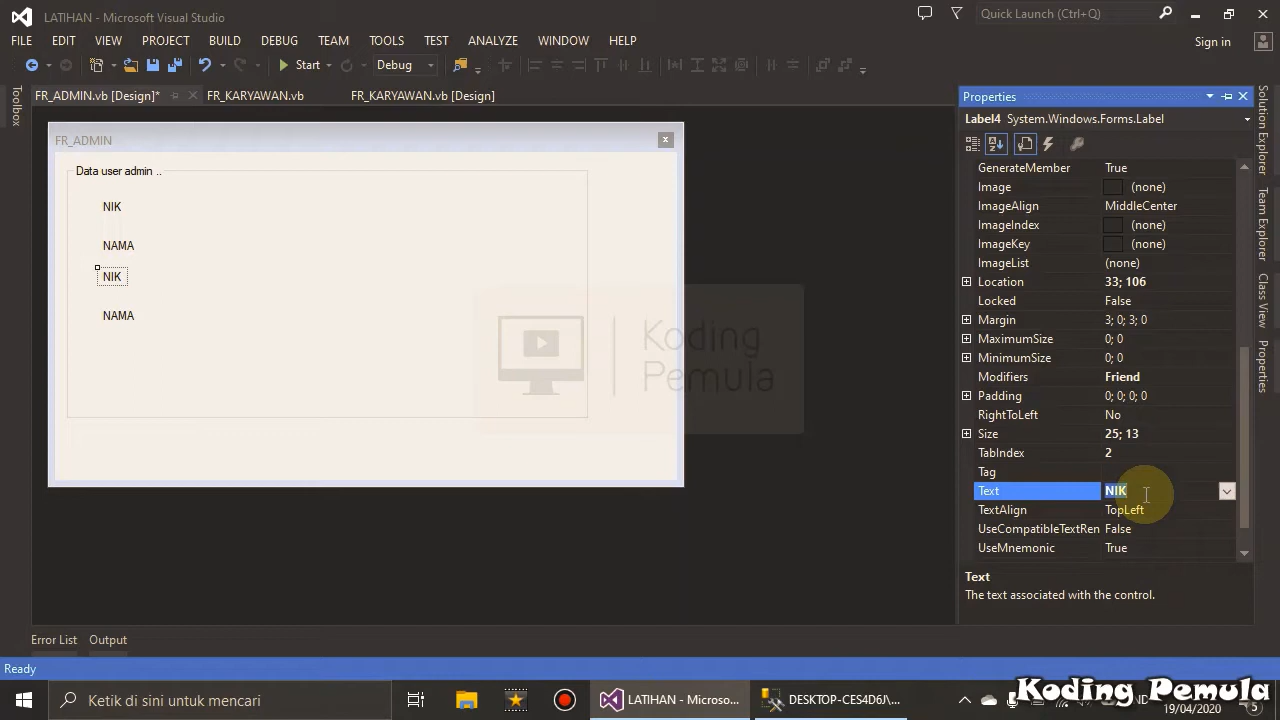 LATIHAN - Microsoft Visual Studio
Quick Launch (Ctrl+Q)
FILE EDIT VIEW PROJECT BUILD DEBUG TEAM TOOLS TEST ANALYZE WINDOW HELP
Sign in
Start
Debug
FR_ADMIN.vb [Design]*
FR_KARYAWAN.vb
FR_KARYAWAN.vb [Design]
Toolbox
FR_ADMIN
Data user admin ..
NIK
NAMA
NIK
NAMA
Koding
Pemula
Properties
Label4 System.Windows.Forms.Label
GenerateMember True
Image (none)
ImageAlign MiddleCenter
ImageIndex (none)
ImageKey (none)
ImageList (none)
Location 33; 106
Locked False
Margin 3; 0; 3; 0
MaximumSize 0; 0
MinimumSize 0; 0
Modifiers Friend
Padding 0; 0; 0; 0
RightToLeft No
Size 25; 13
TabIndex 2
Tag
Text NIK
TextAlign TopLeft
UseCompatibleTextRen False
UseMnemonic True
Text
The text associated with the control.
Solution Explorer
Team Explorer
Class View
Properties
Error List
Output
Ready
Ketik di sini untuk mencari
LATIHAN - Microso...
DESKTOP-CES4D6J\...
Koding Pemula
19/04/2020
5